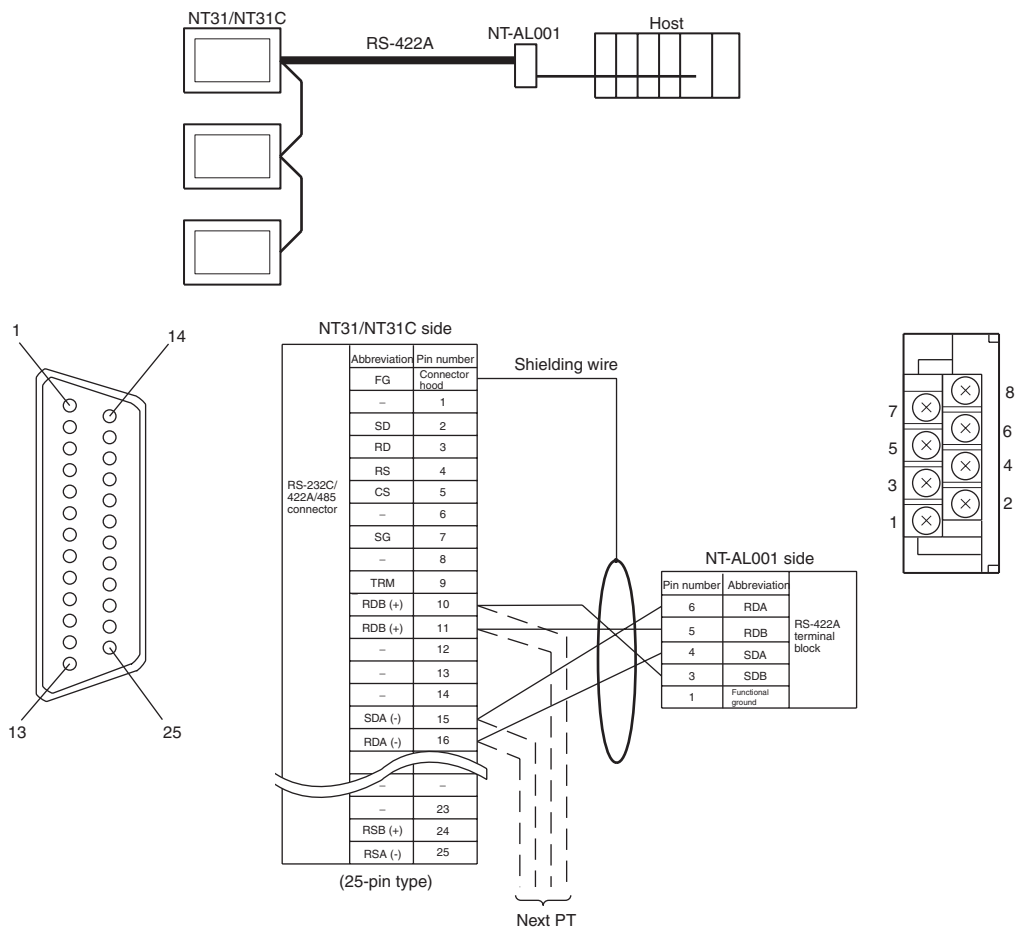 NT31/NT31C
RS-422A
NT-AL001
Host
1
14
13
25
NT31/NT31C side
RS-232C/
422A/485
connector
Abbreviation Pin number
FG Connector hood
– 1
SD 2
RD 3
RS 4
CS 5
– 6
SG 7
– 8
TRM 9
RDB (+) 10
RDB (+) 11
– 12
– 13
– 14
SDA (-) 15
RDA (-) 16
– –
– 23
RSB (+) 24
RSA (-) 25
(25-pin type)
Shielding wire
Next PT
NT-AL001 side
Pin number Abbreviation
6 RDA
5 RDB
4 SDA
3 SDB
1 Functional ground
RS-422A
terminal
block
8
7
6
5
4
3
2
1